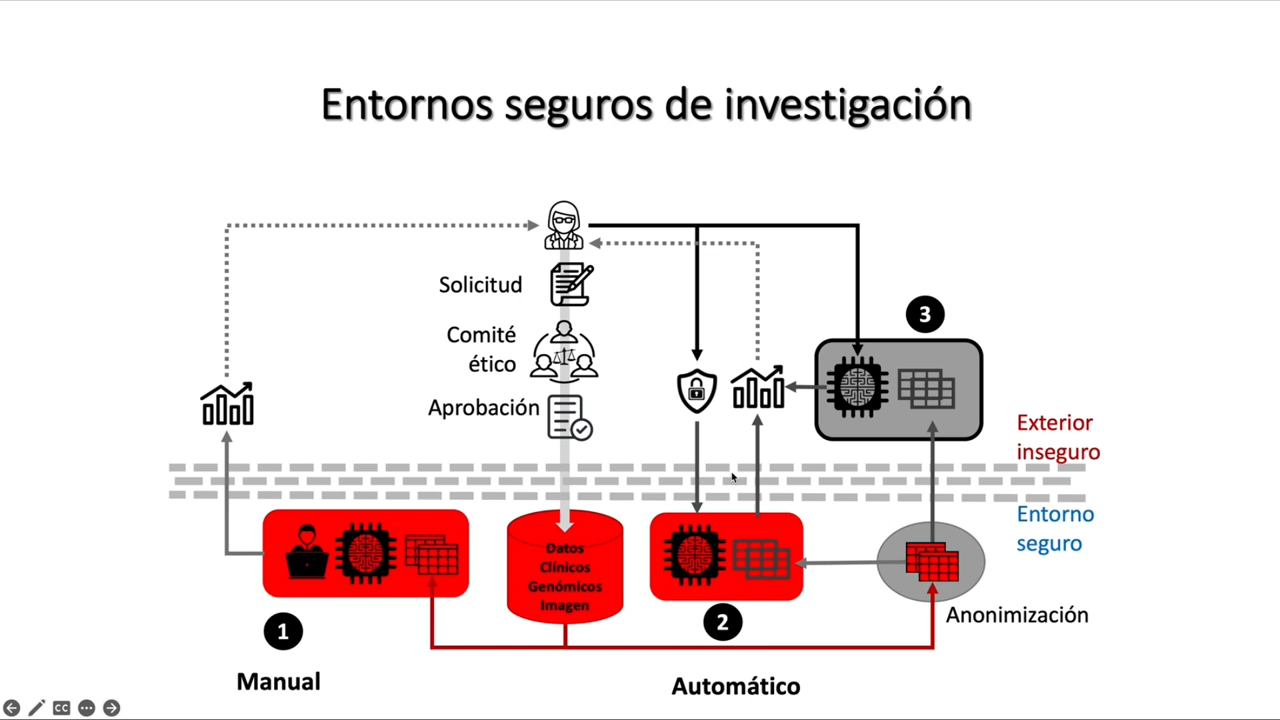 Entornos seguros de investigación
Solicitud
Comité
ético
Aprobación
3
Exterior
inseguro
Entorno
seguro
Datos
Clínicos
Genómicos
Imagen
Anonimización
1
2
Manual
Automático
CC